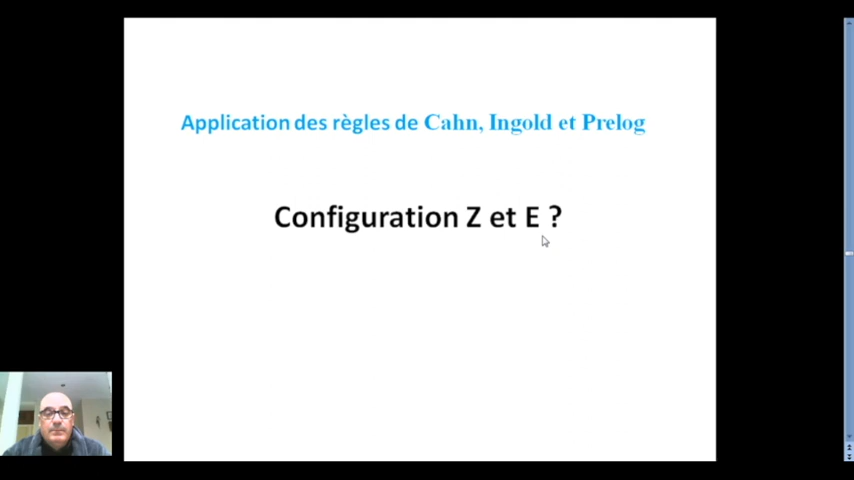 Application des règles de Cahn, Ingold et Prelog
Configuration Z et E ?